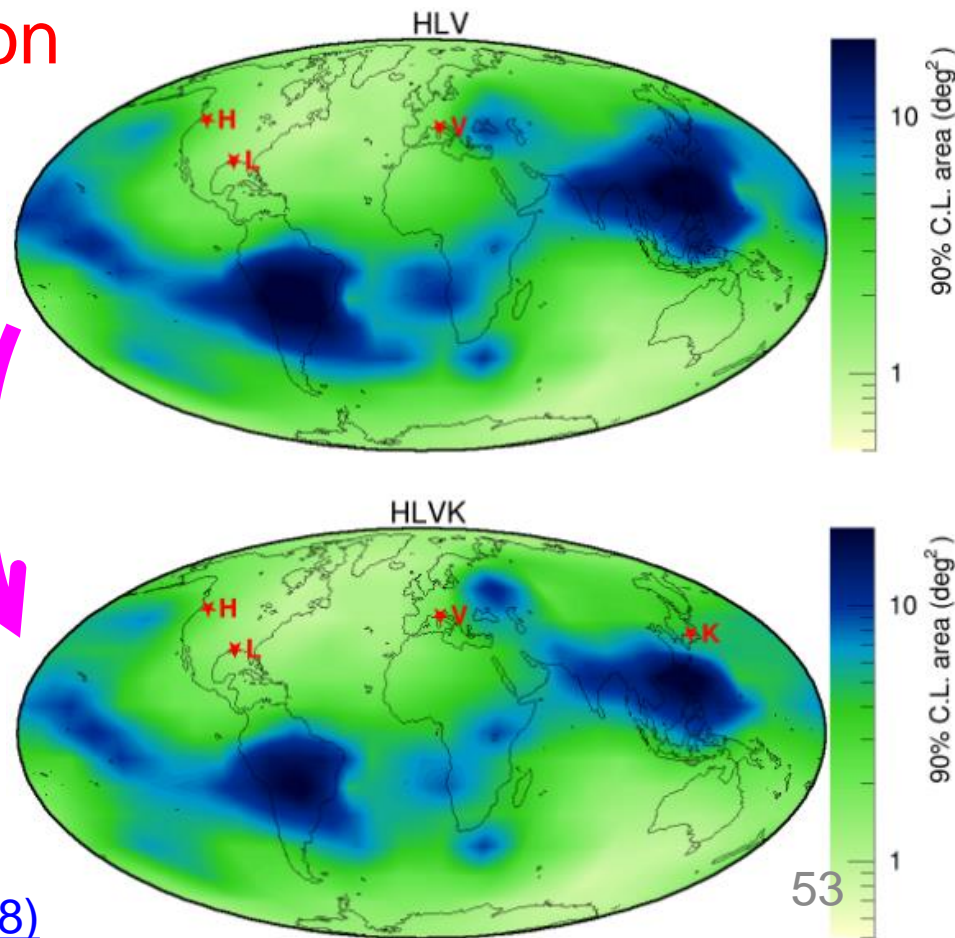 on
HLV
H
L
V
10
1
90% C.L. area (deg²)
HLVK
H
L
V
K
10
1
90% C.L. area (deg²)
53
8)